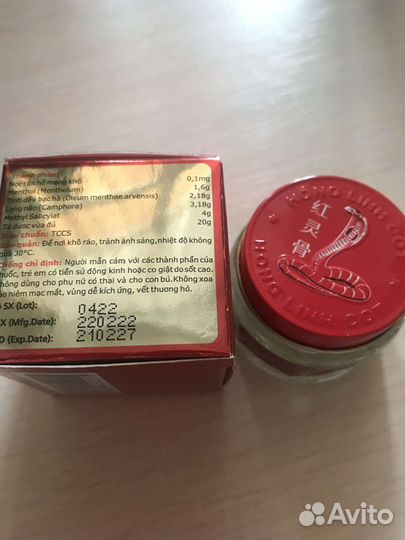 Thành phần:
Nọc rắn hổ mang khô 0,1mg
Menthol (Mentholum) 1,6g
Tinh dầu bạc hà (Oleum menthae arvensis) 2,18g
Long não (Camphora) 3,18g
Methyl Salicylat 4g
Tá dược vừa đủ 20g
Tiêu chuẩn: TCCS
Bảo quản: Để nơi khô ráo, tránh ánh sáng, nhiệt độ không
quá 30°C.
Chống chỉ định: Người mẫn cảm với các thành phần của
thuốc, trẻ em có tiền sử động kinh hoặc co giật do sốt cao.
Không dùng cho phụ nữ có thai và cho con bú. Không xoa
vào niêm mạc mắt, vùng dễ kích ứng, vết thương hở.
SX (Lot): 0422
SX (Mfg.Date): 220222
D (Exp.Date): 210227
HONG LINH CO
红灵骨
HONG LINH CO
Avito